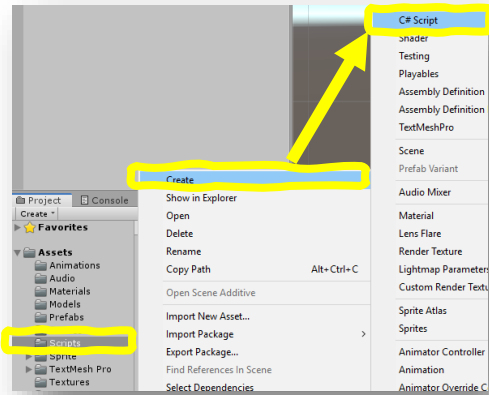 Project
Console
Create
Favorites
Assets
Animations
Audio
Materials
Models
Prefabs
Scripts
Sprite
TextMesh Pro
Textures
Create
Show in Explorer
Open
Delete
Rename
Copy Path Alt+Ctrl+C
Open Scene Additive
Import New Asset...
Import Package
Export Package...
Find References In Scene
Select Dependencies
C# Script
Shader
Testing
Playables
Assembly Definition
Assembly Definition
TextMeshPro
Scene
Prefab Variant
Audio Mixer
Material
Lens Flare
Render Texture
Lightmap Parameters
Custom Render Textu
Sprite Atlas
Sprites
Animator Controller
Animation
Animator Override C